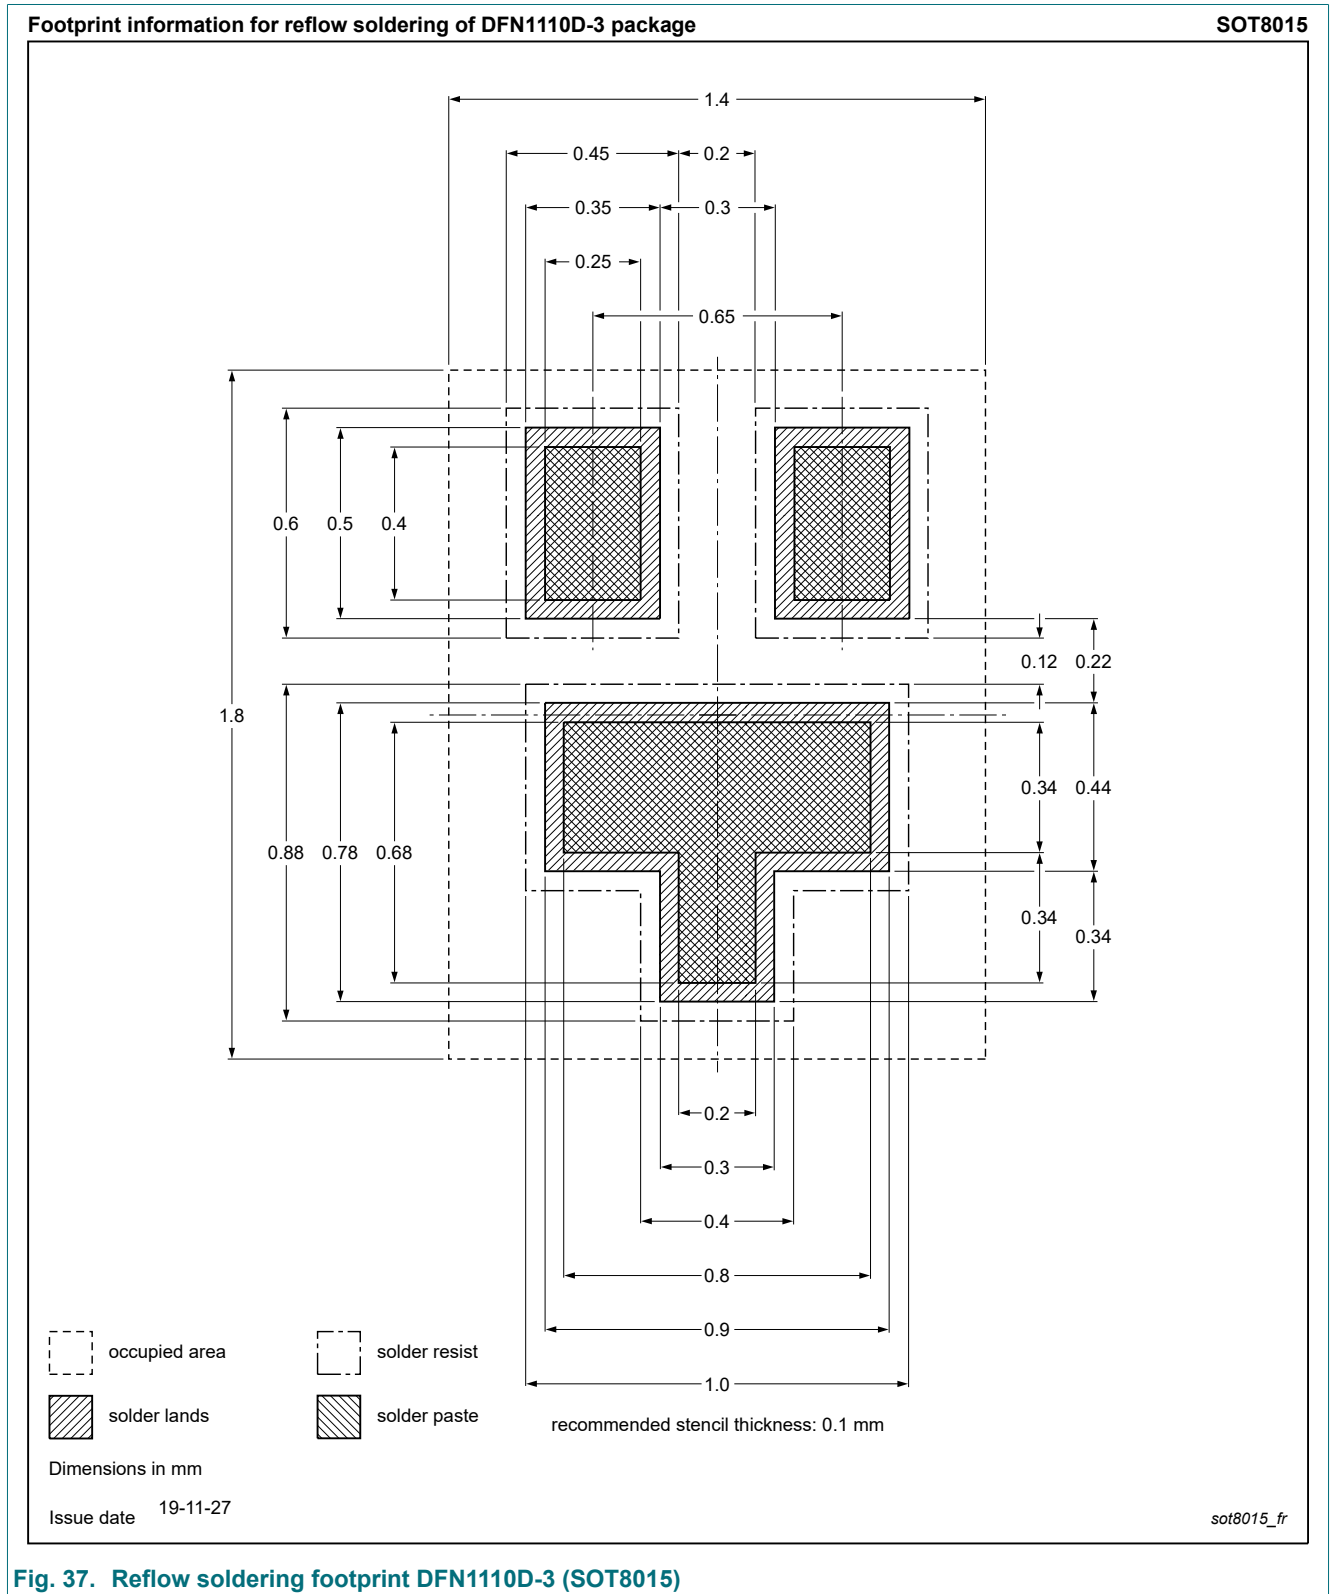 Footprint information for reflow soldering of DFN1110D-3 package SOT8015
1.4
0.45 0.2
0.35 0.3
0.25
0.65
0.6 0.5 0.4
0.12 0.22
1.8
0.34 0.44
0.88 0.78 0.68
0.34
0.34
0.2
0.3
0.4
0.8
0.9
1.0
occupied area solder resist
solder lands solder paste
recommended stencil thickness: 0.1 mm
Dimensions in mm
Issue date 19-11-27
sot8015_fr
Fig. 37. Reflow soldering footprint DFN1110D-3 (SOT8015)